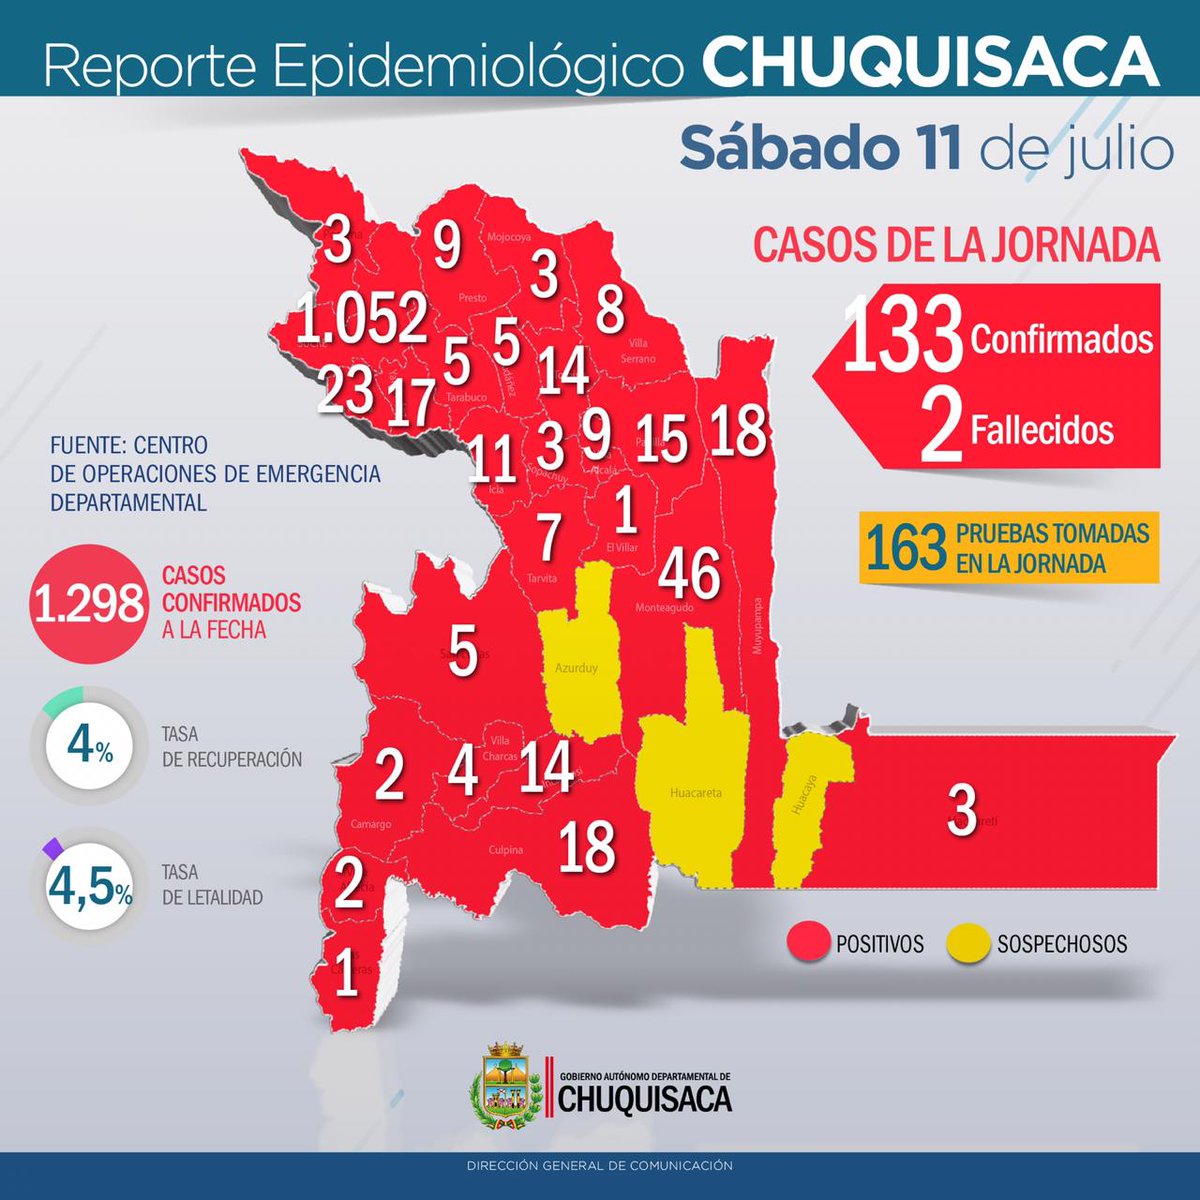 Reporte Epidemiológico CHUQUISACA
Sábado 11 de julio
CASOS DE LA JORNADA
133 Confirmados
2 Fallecidos
163 PRUEBAS TOMADAS
EN LA JORNADA
FUENTE: CENTRO
DE OPERACIONES DE EMERGENCIA
DEPARTAMENTAL
1.298
CASOS
CONFIRMADOS
A LA FECHA
4%
TASA
DE RECUPERACIÓN
4,5%
TASA
DE LETALIDAD
3
9
Mojocoya
3
Presto
8
1.052
Villa
Serrano
5
5
14
23
17
Tarabuco
11
3
9
15
18
Icla
Sopachuy
Alcalá
7
1
El Villar
Tarvita
46
Monteagudo
Muyupampa
5
Azurduy
2
4
Villa
Charcas
14
Huacareta
Huacaya
3
Camargo
Culpina
18
2
1
POSITIVOS
SOSPECHOSOS
GOBIERNO AUTÓNOMO DEPARTAMENTAL DE
CHUQUISACA
DIRECCIÓN GENERAL DE COMUNICACIÓN